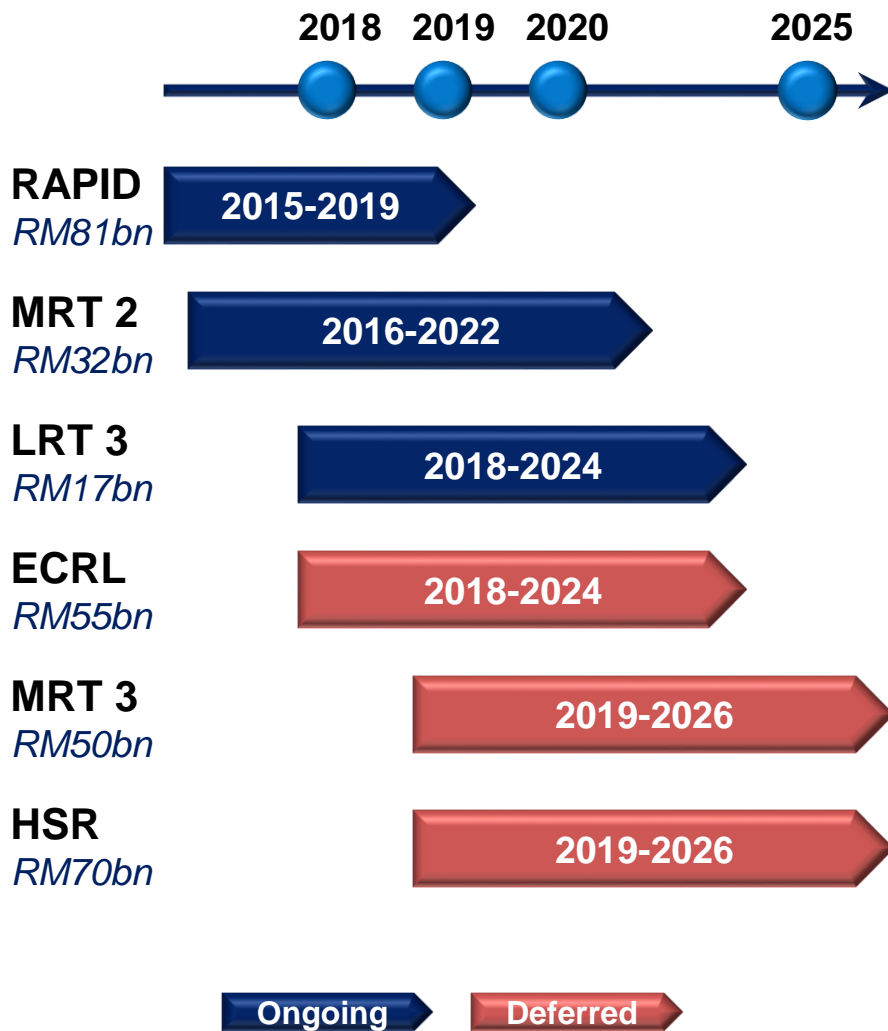 2018 2019 2020 2025
RAPID
RM81bn
2015-2019
MRT 2
RM32bn
2016-2022
LRT 3
RM17bn
2018-2024
ECRL
RM55bn
2018-2024
MRT 3
RM50bn
2019-2026
HSR
RM70bn
2019-2026
Ongoing Deferred